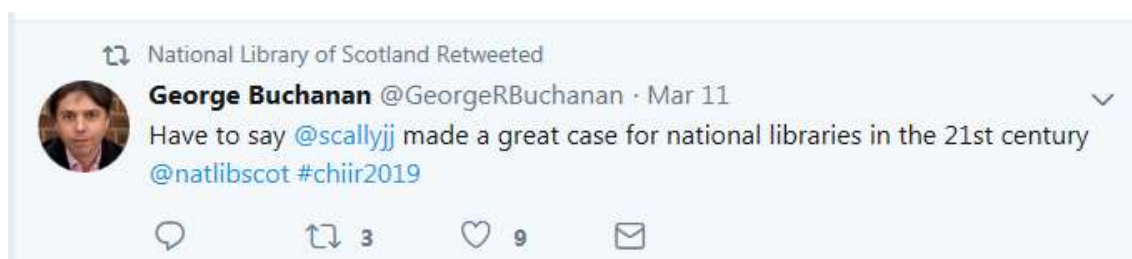 National Library of Scotland Retweeted
George Buchanan @GeorgeRBuchanan · Mar 11
Have to say @scallyjj made a great case for national libraries in the 21st century
@natlibscot #chiir2019
3 9